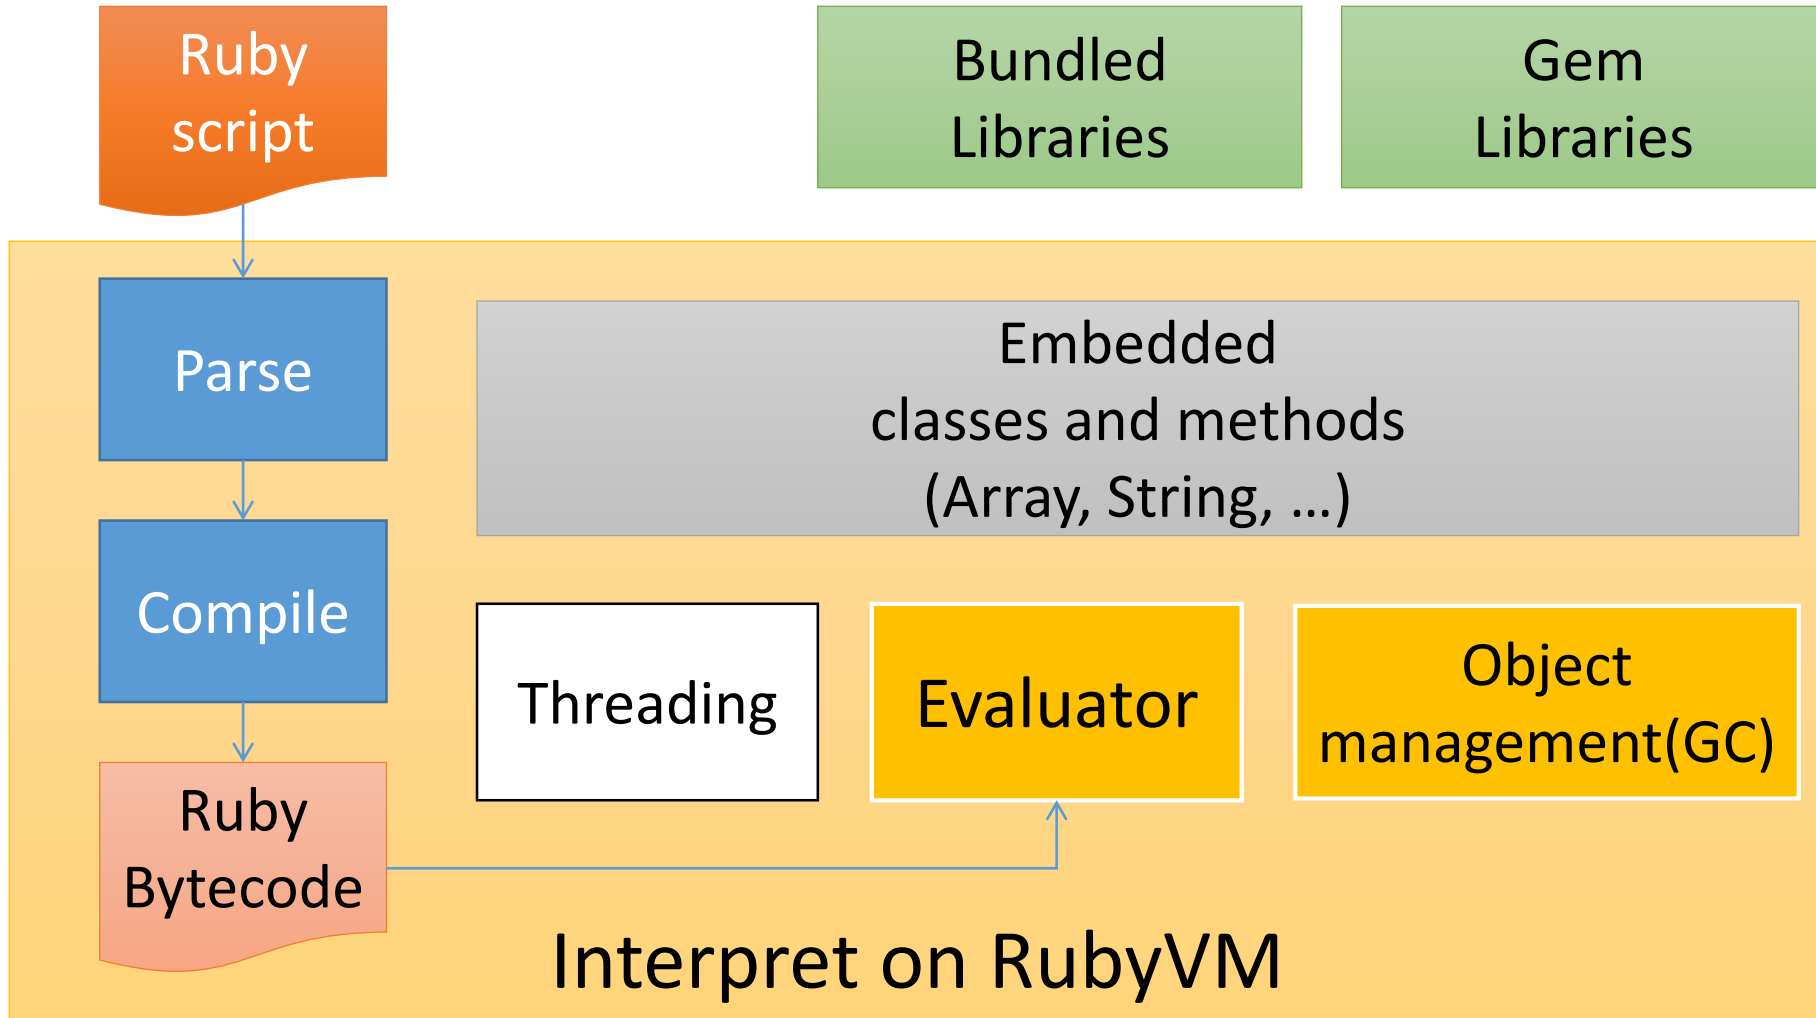 Ruby
script
Bundled
Libraries
Gem
Libraries
Parse
Embedded
classes and methods
(Array, String, …)
Compile
Threading
Evaluator
Object
management(GC)
Ruby
Bytecode
Interpret on RubyVM